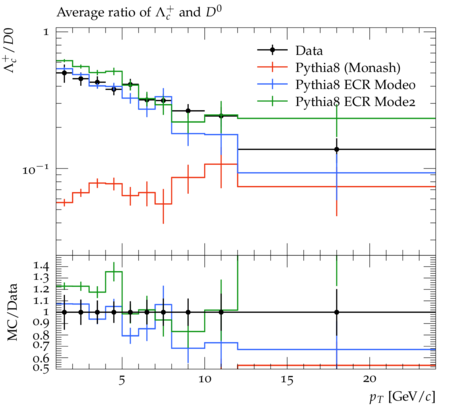 Average ratio of Λc+ and D0
Λc+/D0
1
10−1
Data
Pythia8 (Monash)
Pythia8 ECR Mode0
Pythia8 ECR Mode2
MC/Data
1.4
1.3
1.2
1.1
1
0.9
0.8
0.7
0.6
0.5
5 10 15 20
pT [GeV/c]